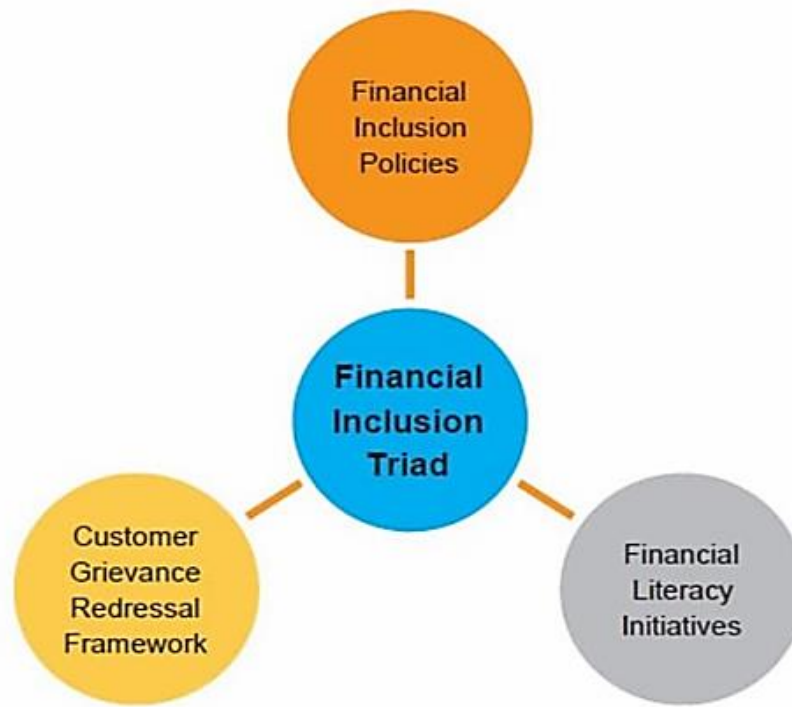 Financial
Inclusion
Policies
Financial
Inclusion
Triad
Customer
Grievance
Redressal
Framework
Financial
Literacy
Initiatives